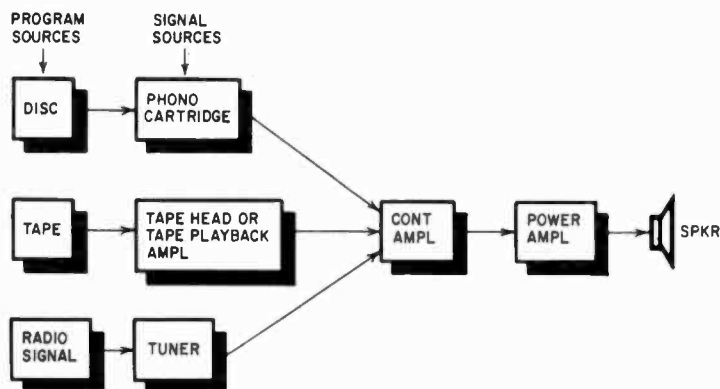 PROGRAM
SOURCES
SIGNAL
SOURCES
DISC
PHONO
CARTRIDGE
TAPE
TAPE HEAD OR
TAPE PLAYBACK
AMPL
CONT
AMPL
POWER
AMPL
SPKR
RADIO
SIGNAL
TUNER